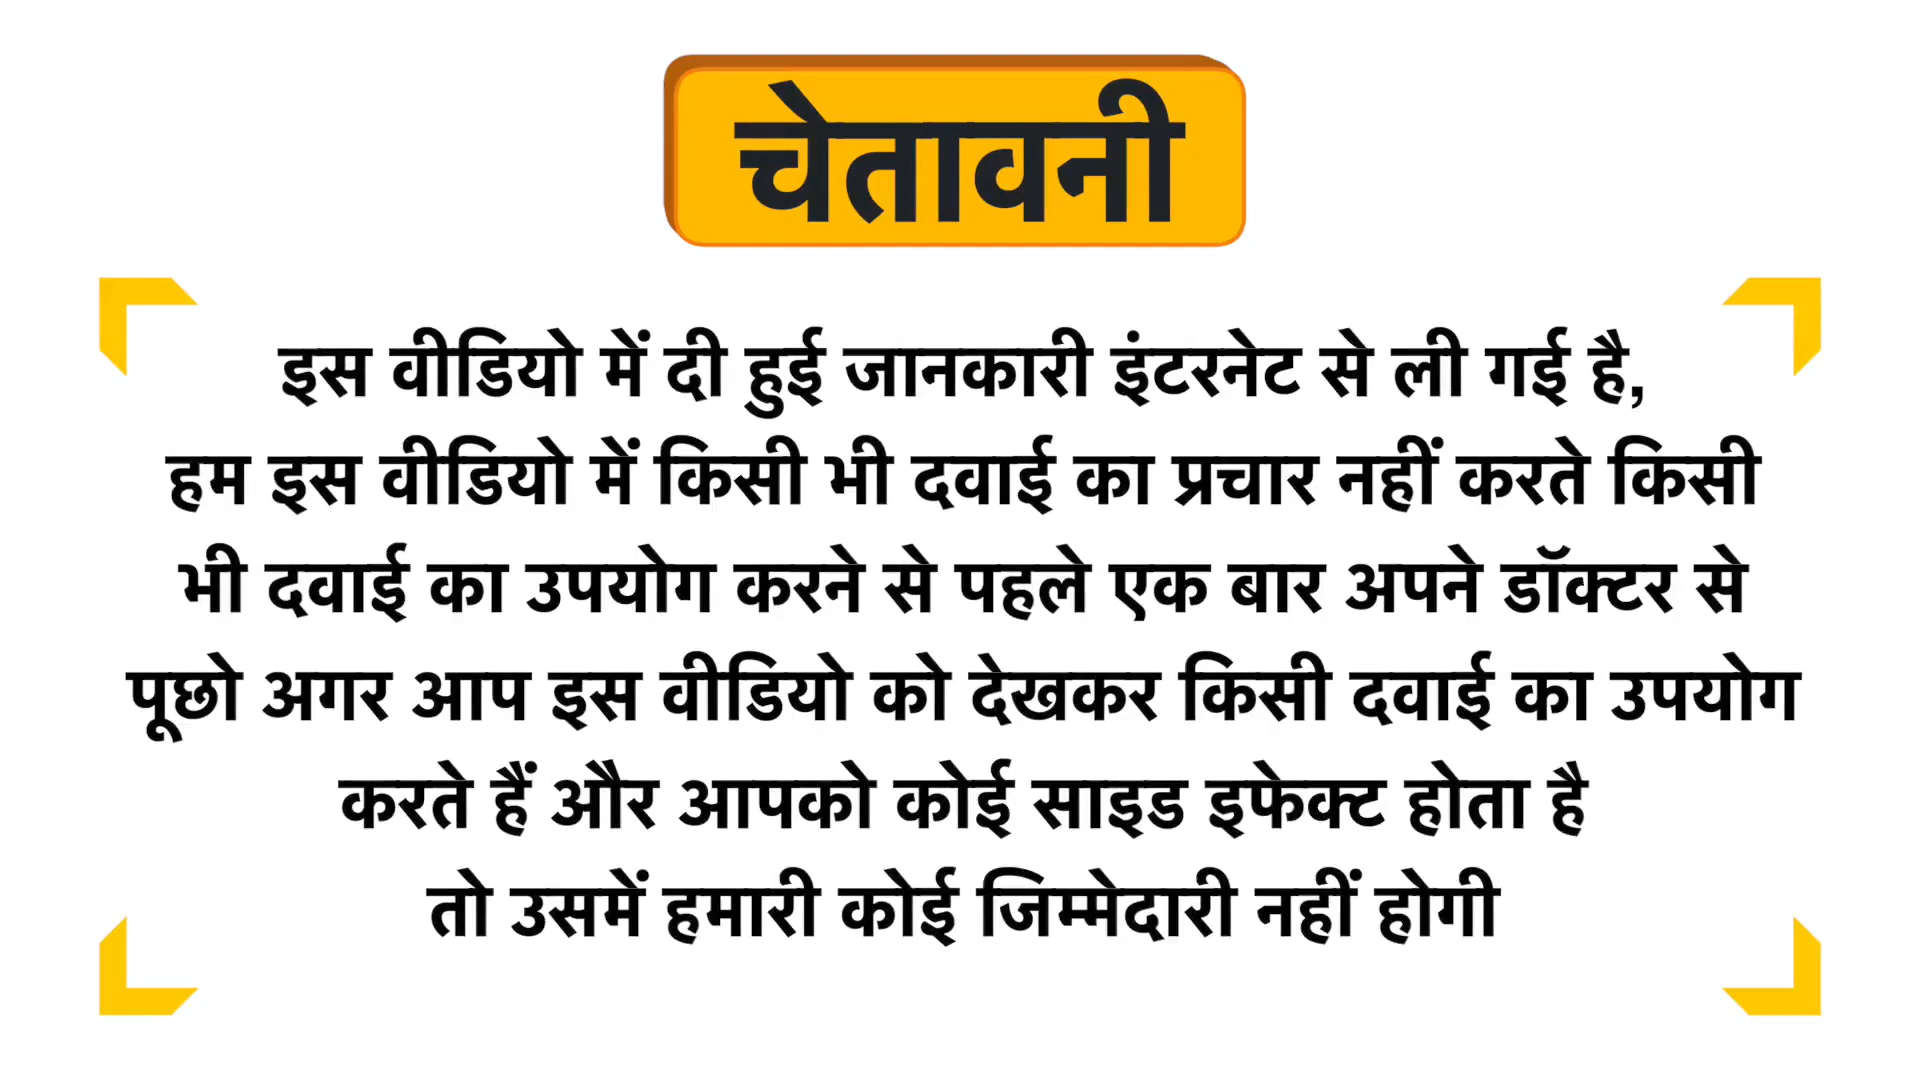 चेतावनी
इस वीडियो में दी हुई जानकारी इंटरनेट से ली गई है,
हम इस वीडियो में किसी भी दवाई का प्रचार नहीं करते किसी
भी दवाई का उपयोग करने से पहले एक बार अपने डॉक्टर से
पूछो अगर आप इस वीडियो को देखकर किसी दवाई का उपयोग
करते हैं और आपको कोई साइड इफेक्ट होता है
तो उसमें हमारी कोई जिम्मेदारी नहीं होगी